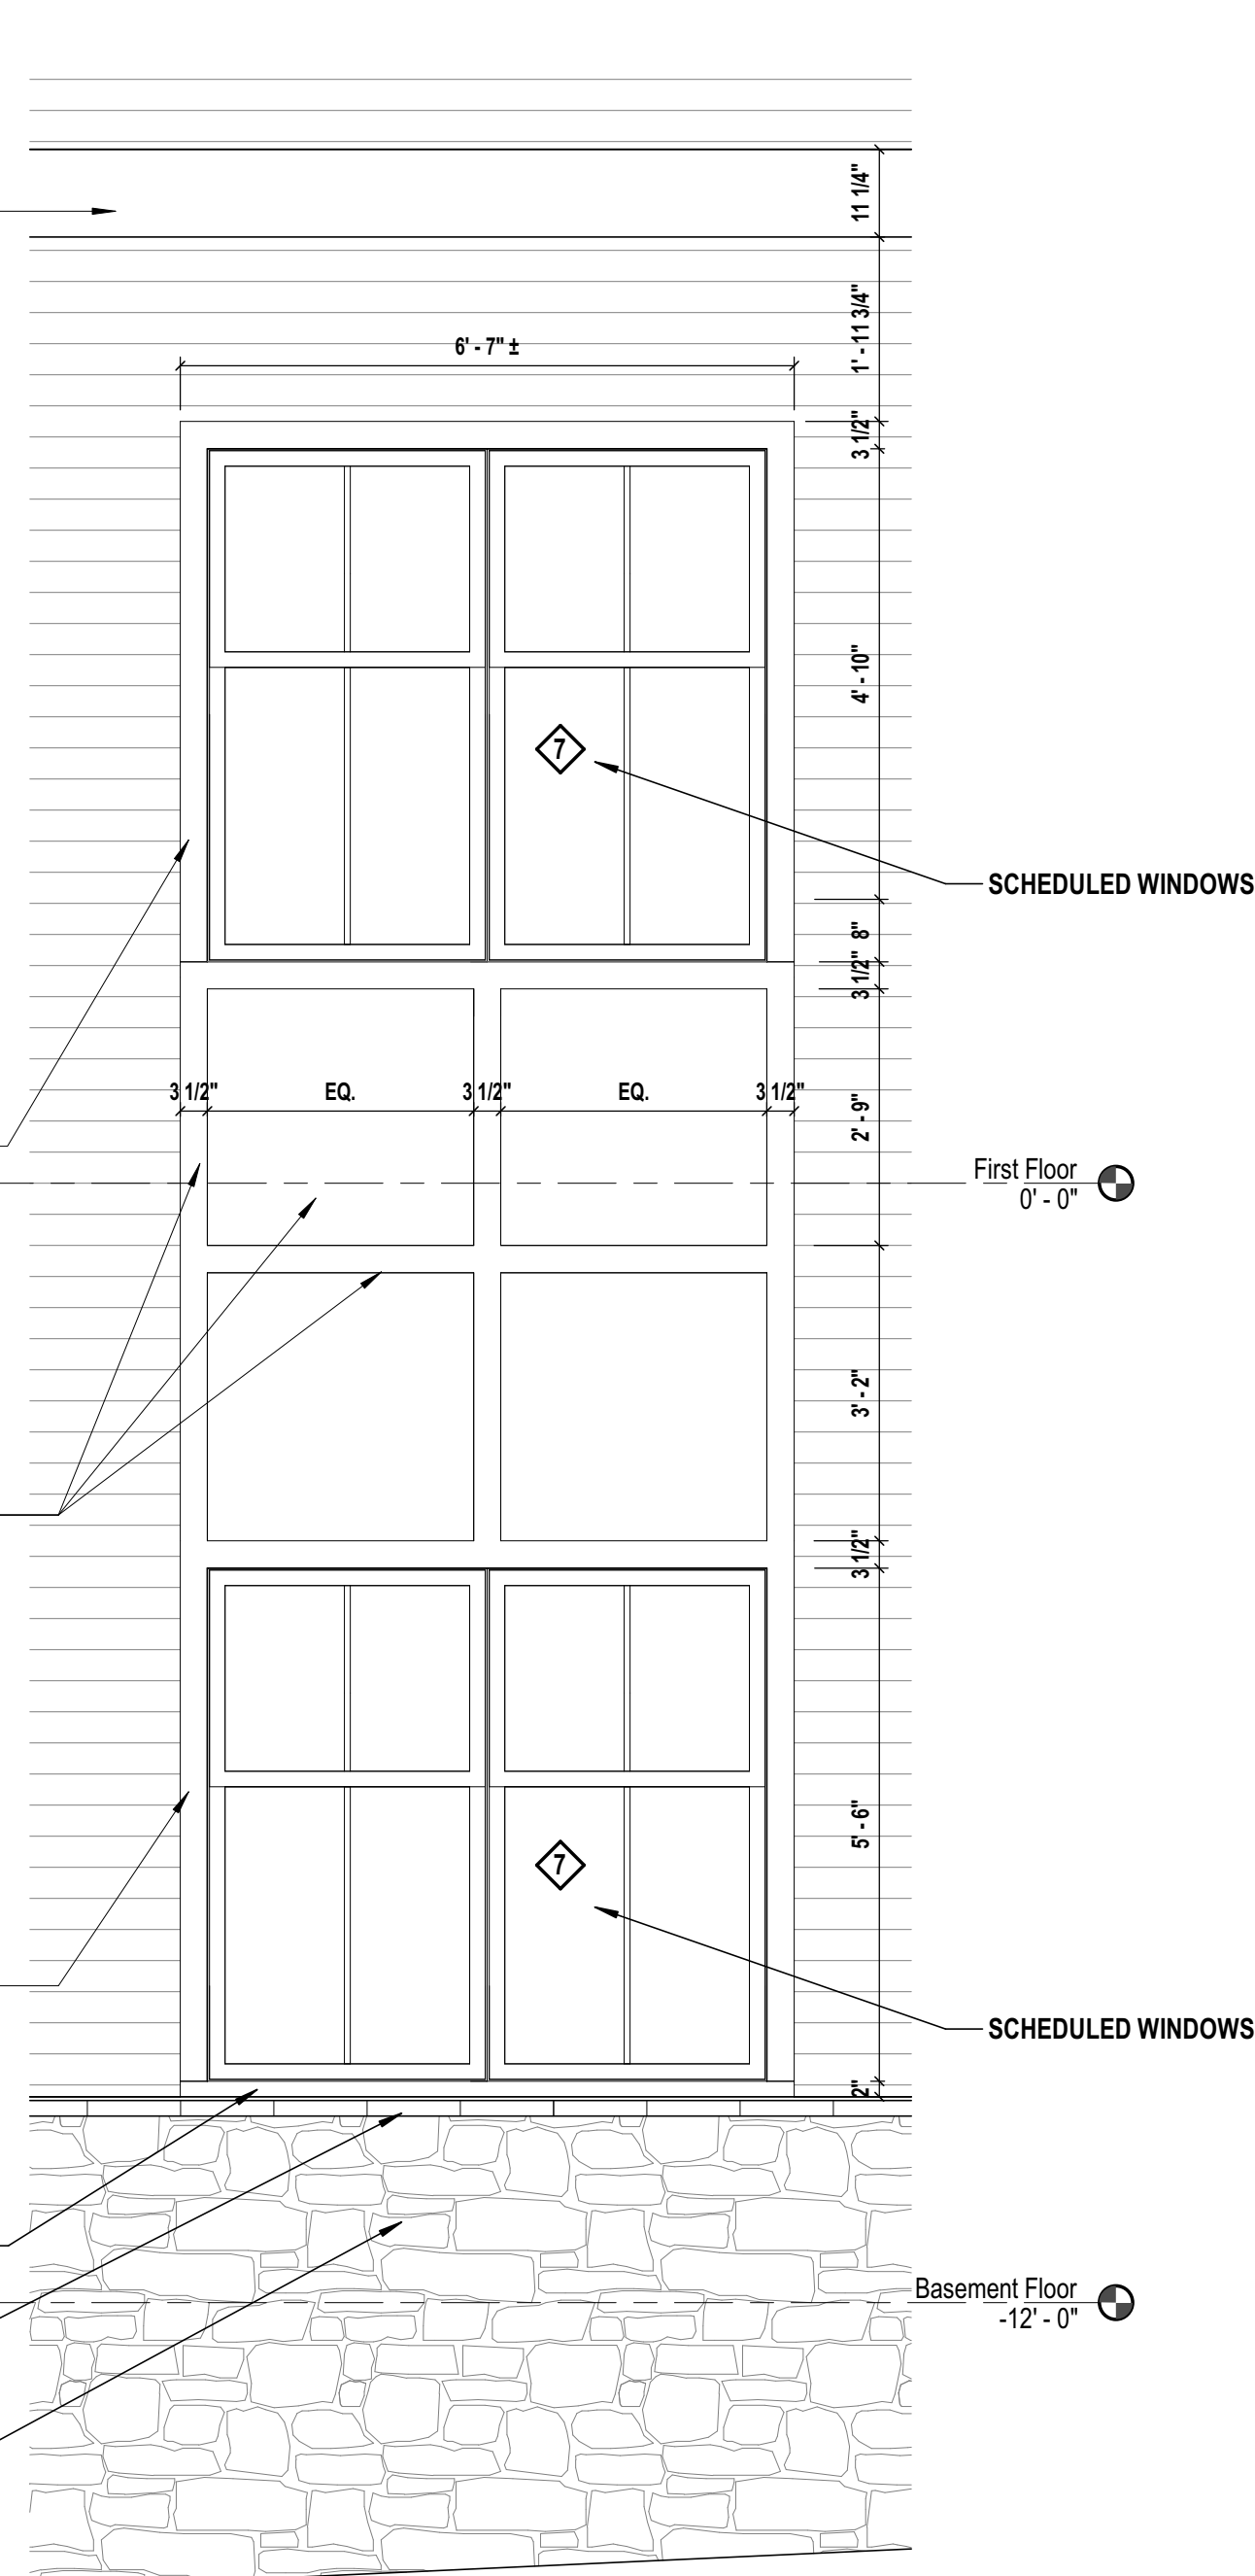 11 1/4"
1' - 11 3/4"
6' - 7" ±
3 1/2"
4' - 10"
7
SCHEDULED WINDOWS
8"
3 1/2"
3 1/2" EQ. 3 1/2" EQ. 3 1/2"
2' - 9"
First Floor
0' - 0"
3' - 2"
3 1/2"
5' - 6"
7
SCHEDULED WINDOWS
2"
Basement Floor
-12' - 0"